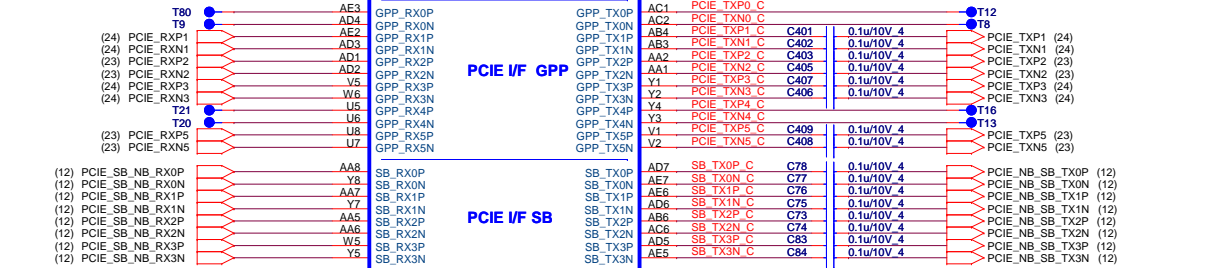 T80 AE3 GPP_RX0P GPP_TX0P AC1 PCIE_TXP0_C T12
T9 AD4 GPP_RX0N GPP_TX0N AC2 PCIE_TXN0_C T8
(24) PCIE_RXP1 AE2 GPP_RX1P GPP_TX1P AB4 PCIE_TXP1_C C401 0.1u/10V_4 PCIE_TXP1 (24)
(24) PCIE_RXN1 AD3 GPP_RX1N GPP_TX1N AB3 PCIE_TXN1_C C402 0.1u/10V_4 PCIE_TXN1 (24)
(23) PCIE_RXP2 AD1 GPP_RX2P GPP_TX2P AA2 PCIE_TXP2_C C403 0.1u/10V_4 PCIE_TXP2 (23)
(23) PCIE_RXN2 AD2 GPP_RX2N PCIE I/F GPP GPP_TX2N AA1 PCIE_TXN2_C C405 0.1u/10V_4 PCIE_TXN2 (23)
(24) PCIE_RXP3 V5 GPP_RX3P GPP_TX3P Y1 PCIE_TXP3_C C407 0.1u/10V_4 PCIE_TXP3 (24)
(24) PCIE_RXN3 W6 GPP_RX3N GPP_TX3N Y2 PCIE_TXN3_C C406 0.1u/10V_4 PCIE_TXN3 (24)
T21 U5 GPP_RX4P GPP_TX4P Y4 PCIE_TXP4_C T16
T20 U6 GPP_RX4N GPP_TX4N Y3 PCIE_TXN4_C T13
(23) PCIE_RXP5 U8 GPP_RX5P GPP_TX5P V1 PCIE_TXP5_C C409 0.1u/10V_4 PCIE_TXP5 (23)
(23) PCIE_RXN5 U7 GPP_RX5N GPP_TX5N V2 PCIE_TXN5_C C408 0.1u/10V_4 PCIE_TXN5 (23)
(12) PCIE_SB_NB_RX0P AA8 SB_RX0P SB_TX0P AD7 SB_TX0P_C C78 0.1u/10V_4 PCIE_NB_SB_TX0P (12)
(12) PCIE_SB_NB_RX0N Y8 SB_RX0N SB_TX0N AE7 SB_TX0N_C C77 0.1u/10V_4 PCIE_NB_SB_TX0N (12)
(12) PCIE_SB_NB_RX1P AA7 SB_RX1P SB_TX1P AE6 SB_TX1P_C C76 0.1u/10V_4 PCIE_NB_SB_TX1P (12)
(12) PCIE_SB_NB_RX1N Y7 SB_RX1N PCIE I/F SB SB_TX1N AD6 SB_TX1N_C C75 0.1u/10V_4 PCIE_NB_SB_TX1N (12)
(12) PCIE_SB_NB_RX2P AA5 SB_RX2P SB_TX2P AB6 SB_TX2P_C C73 0.1u/10V_4 PCIE_NB_SB_TX2P (12)
(12) PCIE_SB_NB_RX2N AA6 SB_RX2N SB_TX2N AC6 SB_TX2N_C C74 0.1u/10V_4 PCIE_NB_SB_TX2N (12)
(12) PCIE_SB_NB_RX3P W5 SB_RX3P SB_TX3P AD5 SB_TX3P_C C83 0.1u/10V_4 PCIE_NB_SB_TX3P (12)
(12) PCIE_SB_NB_RX3N Y5 SB_RX3N SB_TX3N AE5 SB_TX3N_C C84 0.1u/10V_4 PCIE_NB_SB_TX3N (12)